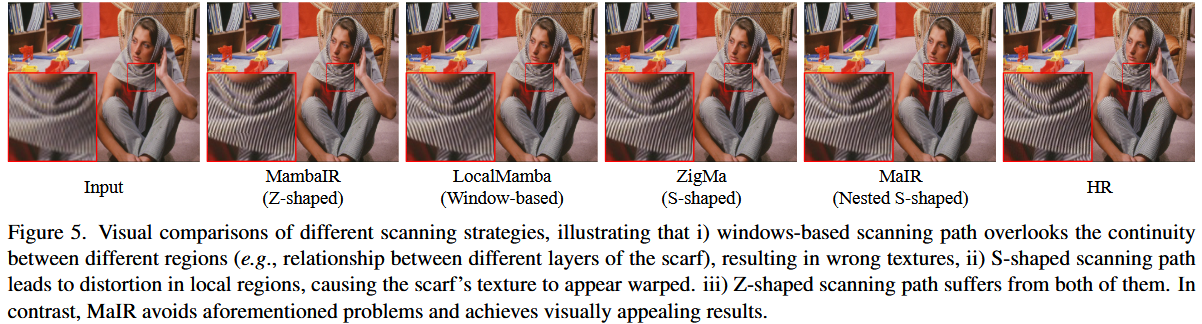 Input
MambaIR
(Z-shaped)
LocalMamba
(Window-based)
ZigMa
(S-shaped)
MaIR
(Nested S-shaped)
HR
Figure 5. Visual comparisons of different scanning strategies, illustrating that i) windows-based scanning path overlooks the continuity
between different regions (e.g., relationship between different layers of the scarf), resulting in wrong textures, ii) S-shaped scanning path
leads to distortion in local regions, causing the scarf's texture to appear warped. iii) Z-shaped scanning path suffers from both of them. In
contrast, MaIR avoids aforementioned problems and achieves visually appealing results.